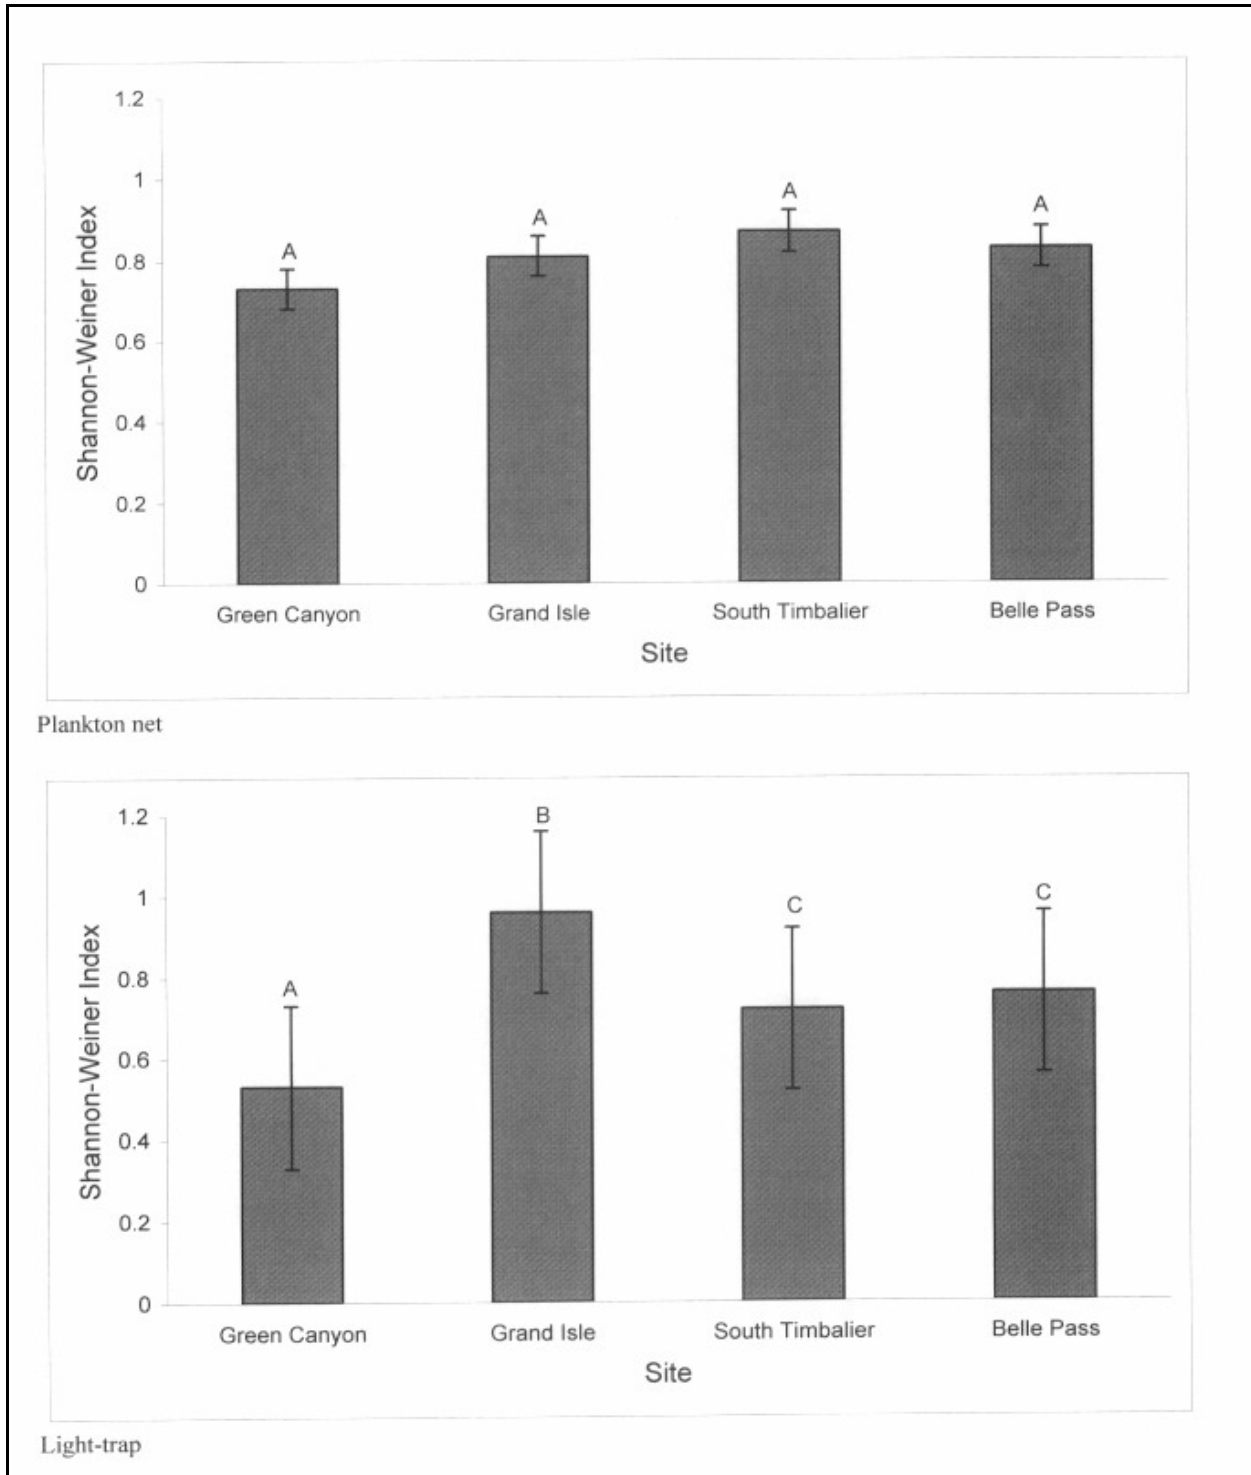 1.2
1
0.8
0.6
0.4
0.2
0
Shannon-Weiner Index
A
A
A
A
Green Canyon
Grand Isle
South Timbalier
Belle Pass
Site
Plankton net
1.2
1
0.8
0.6
0.4
0.2
0
Shannon-Weiner Index
A
B
C
C
Green Canyon
Grand Isle
South Timbalier
Belle Pass
Site
Light-trap